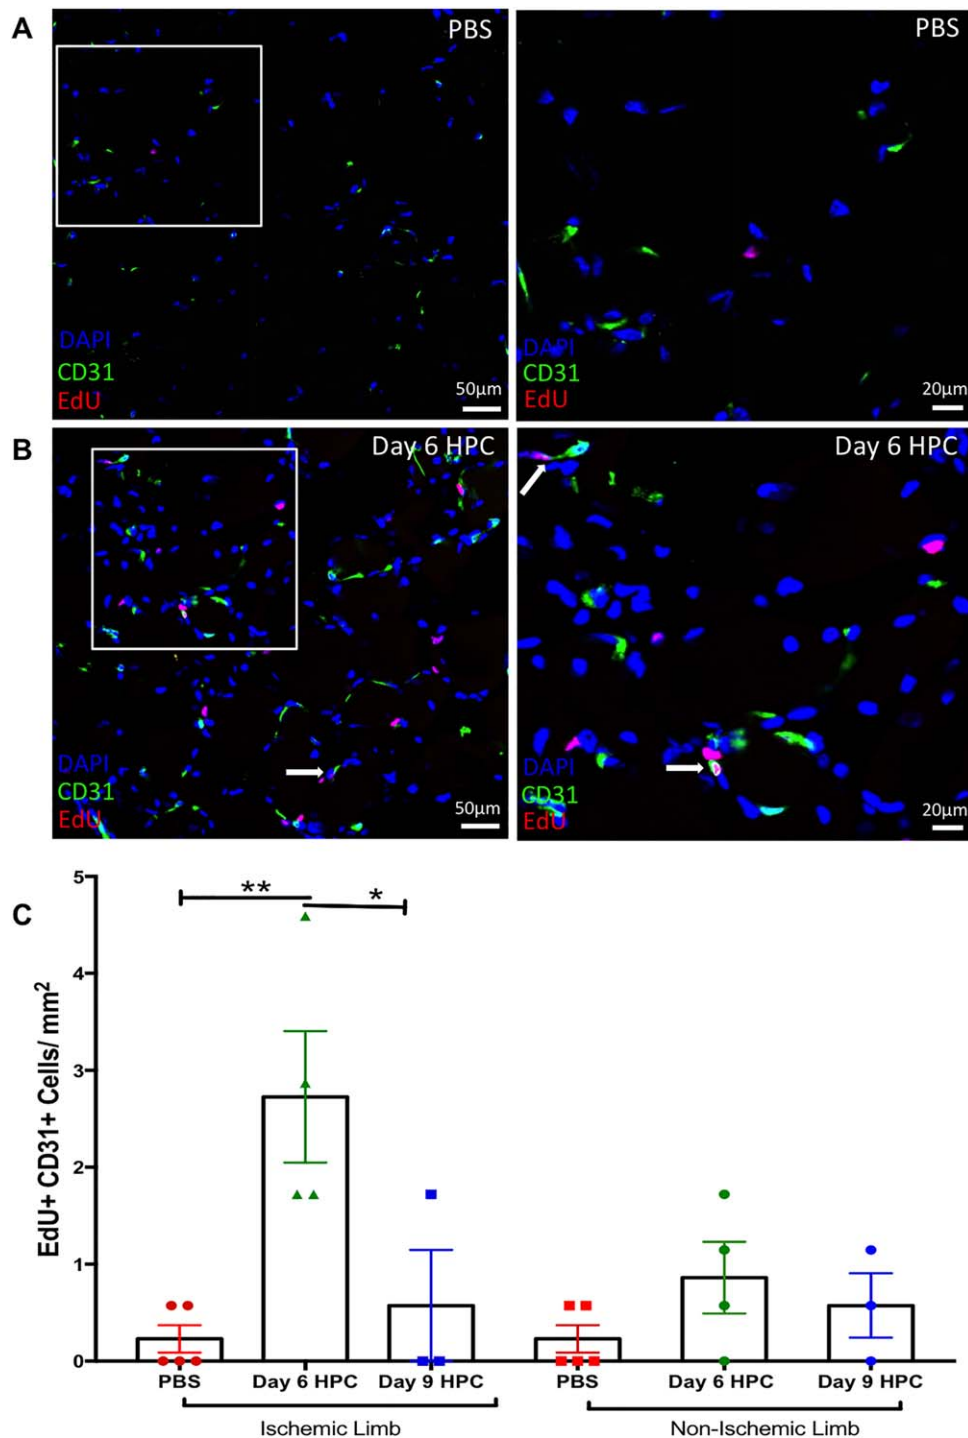 A
PBS
DAPI
CD31
EdU
50µm
PBS
DAPI
CD31
EdU
20µm
B
Day 6 HPC
DAPI
CD31
EdU
50µm
Day 6 HPC
DAPI
CD31
EdU
20µm
C
EdU+ CD31+ Cells/ mm²
5
4
3
2
1
0
**
*
PBS
Day 6 HPC
Day 9 HPC
PBS
Day 6 HPC
Day 9 HPC
Ischemic Limb
Non-Ischemic Limb